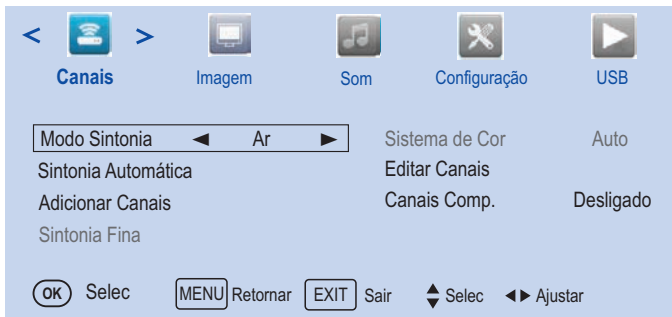 Canais Imagem Som Configuração USB
Modo Sintonia Ar
Sintonia Automática
Adicionar Canais
Sintonia Fina
Sistema de Cor Auto
Editar Canais
Canais Comp. Desligado
OK Selec MENU Retornar EXIT Sair Selec Ajustar